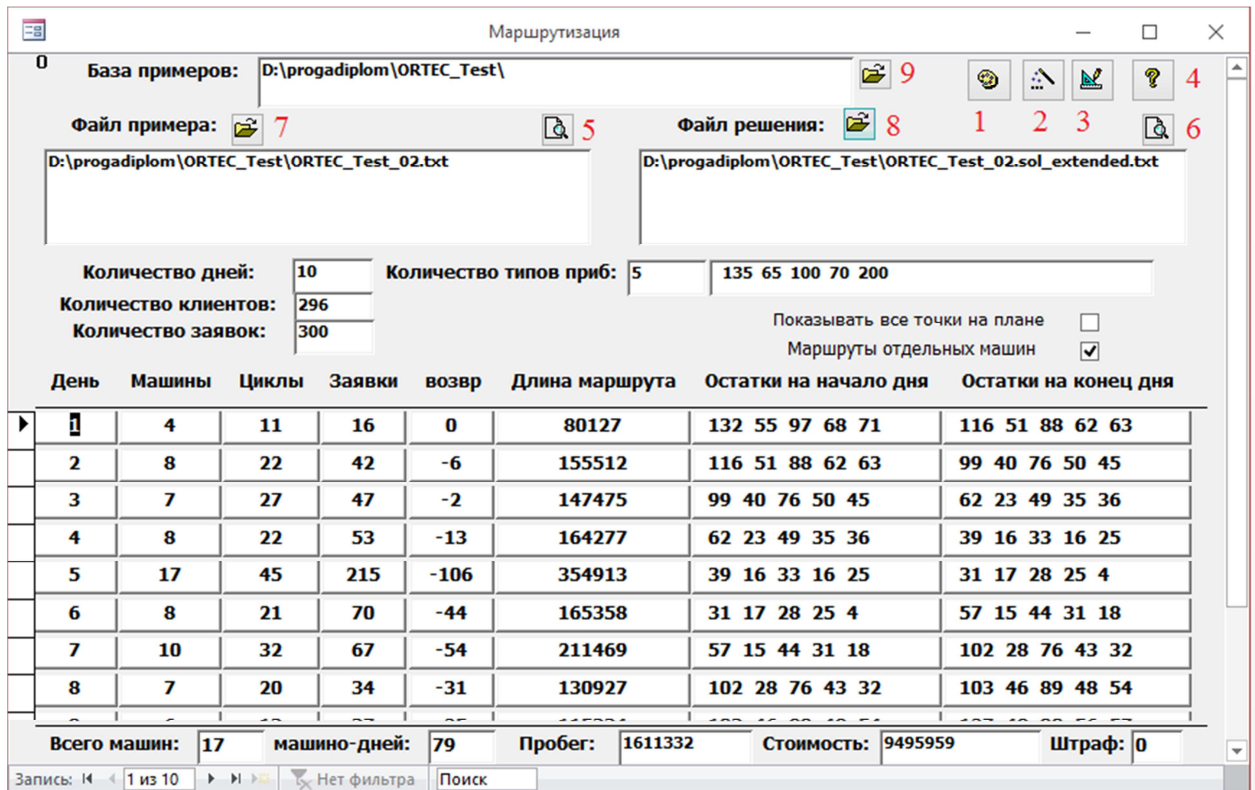 Маршрутизация
0
База примеров: D:\progadiplom\ORTEC_Test\ 9 4
Файл примера: 7 5 Файл решения: 8 1 2 3 6
D:\progadiplom\ORTEC_Test\ORTEC_Test_02.txt D:\progadiplom\ORTEC_Test\ORTEC_Test_02.sol_extended.txt
Количество дней: 10 Количество типов приб: 5 135 65 100 70 200
Количество клиентов: 296
Количество заявок: 300 Показывать все точки на плане
Маршруты отдельных машин
День Машины Циклы Заявки возвр Длина маршрута Остатки на начало дня Остатки на конец дня
1 4 11 16 0 80127 132 55 97 68 71 116 51 88 62 63
2 8 22 42 -6 155512 116 51 88 62 63 99 40 76 50 45
3 7 27 47 -2 147475 99 40 76 50 45 62 23 49 35 36
4 8 22 53 -13 164277 62 23 49 35 36 39 16 33 16 25
5 17 45 215 -106 354913 39 16 33 16 25 31 17 28 25 4
6 8 21 70 -44 165358 31 17 28 25 4 57 15 44 31 18
7 10 32 67 -54 211469 57 15 44 31 18 102 28 76 43 32
8 7 20 34 -31 130927 102 28 76 43 32 103 46 89 48 54
Всего машин: 17 машино-дней: 79 Пробег: 1611332 Стоимость: 9495959 Штраф: 0
Запись: 1 из 10 Нет фильтра Поиск